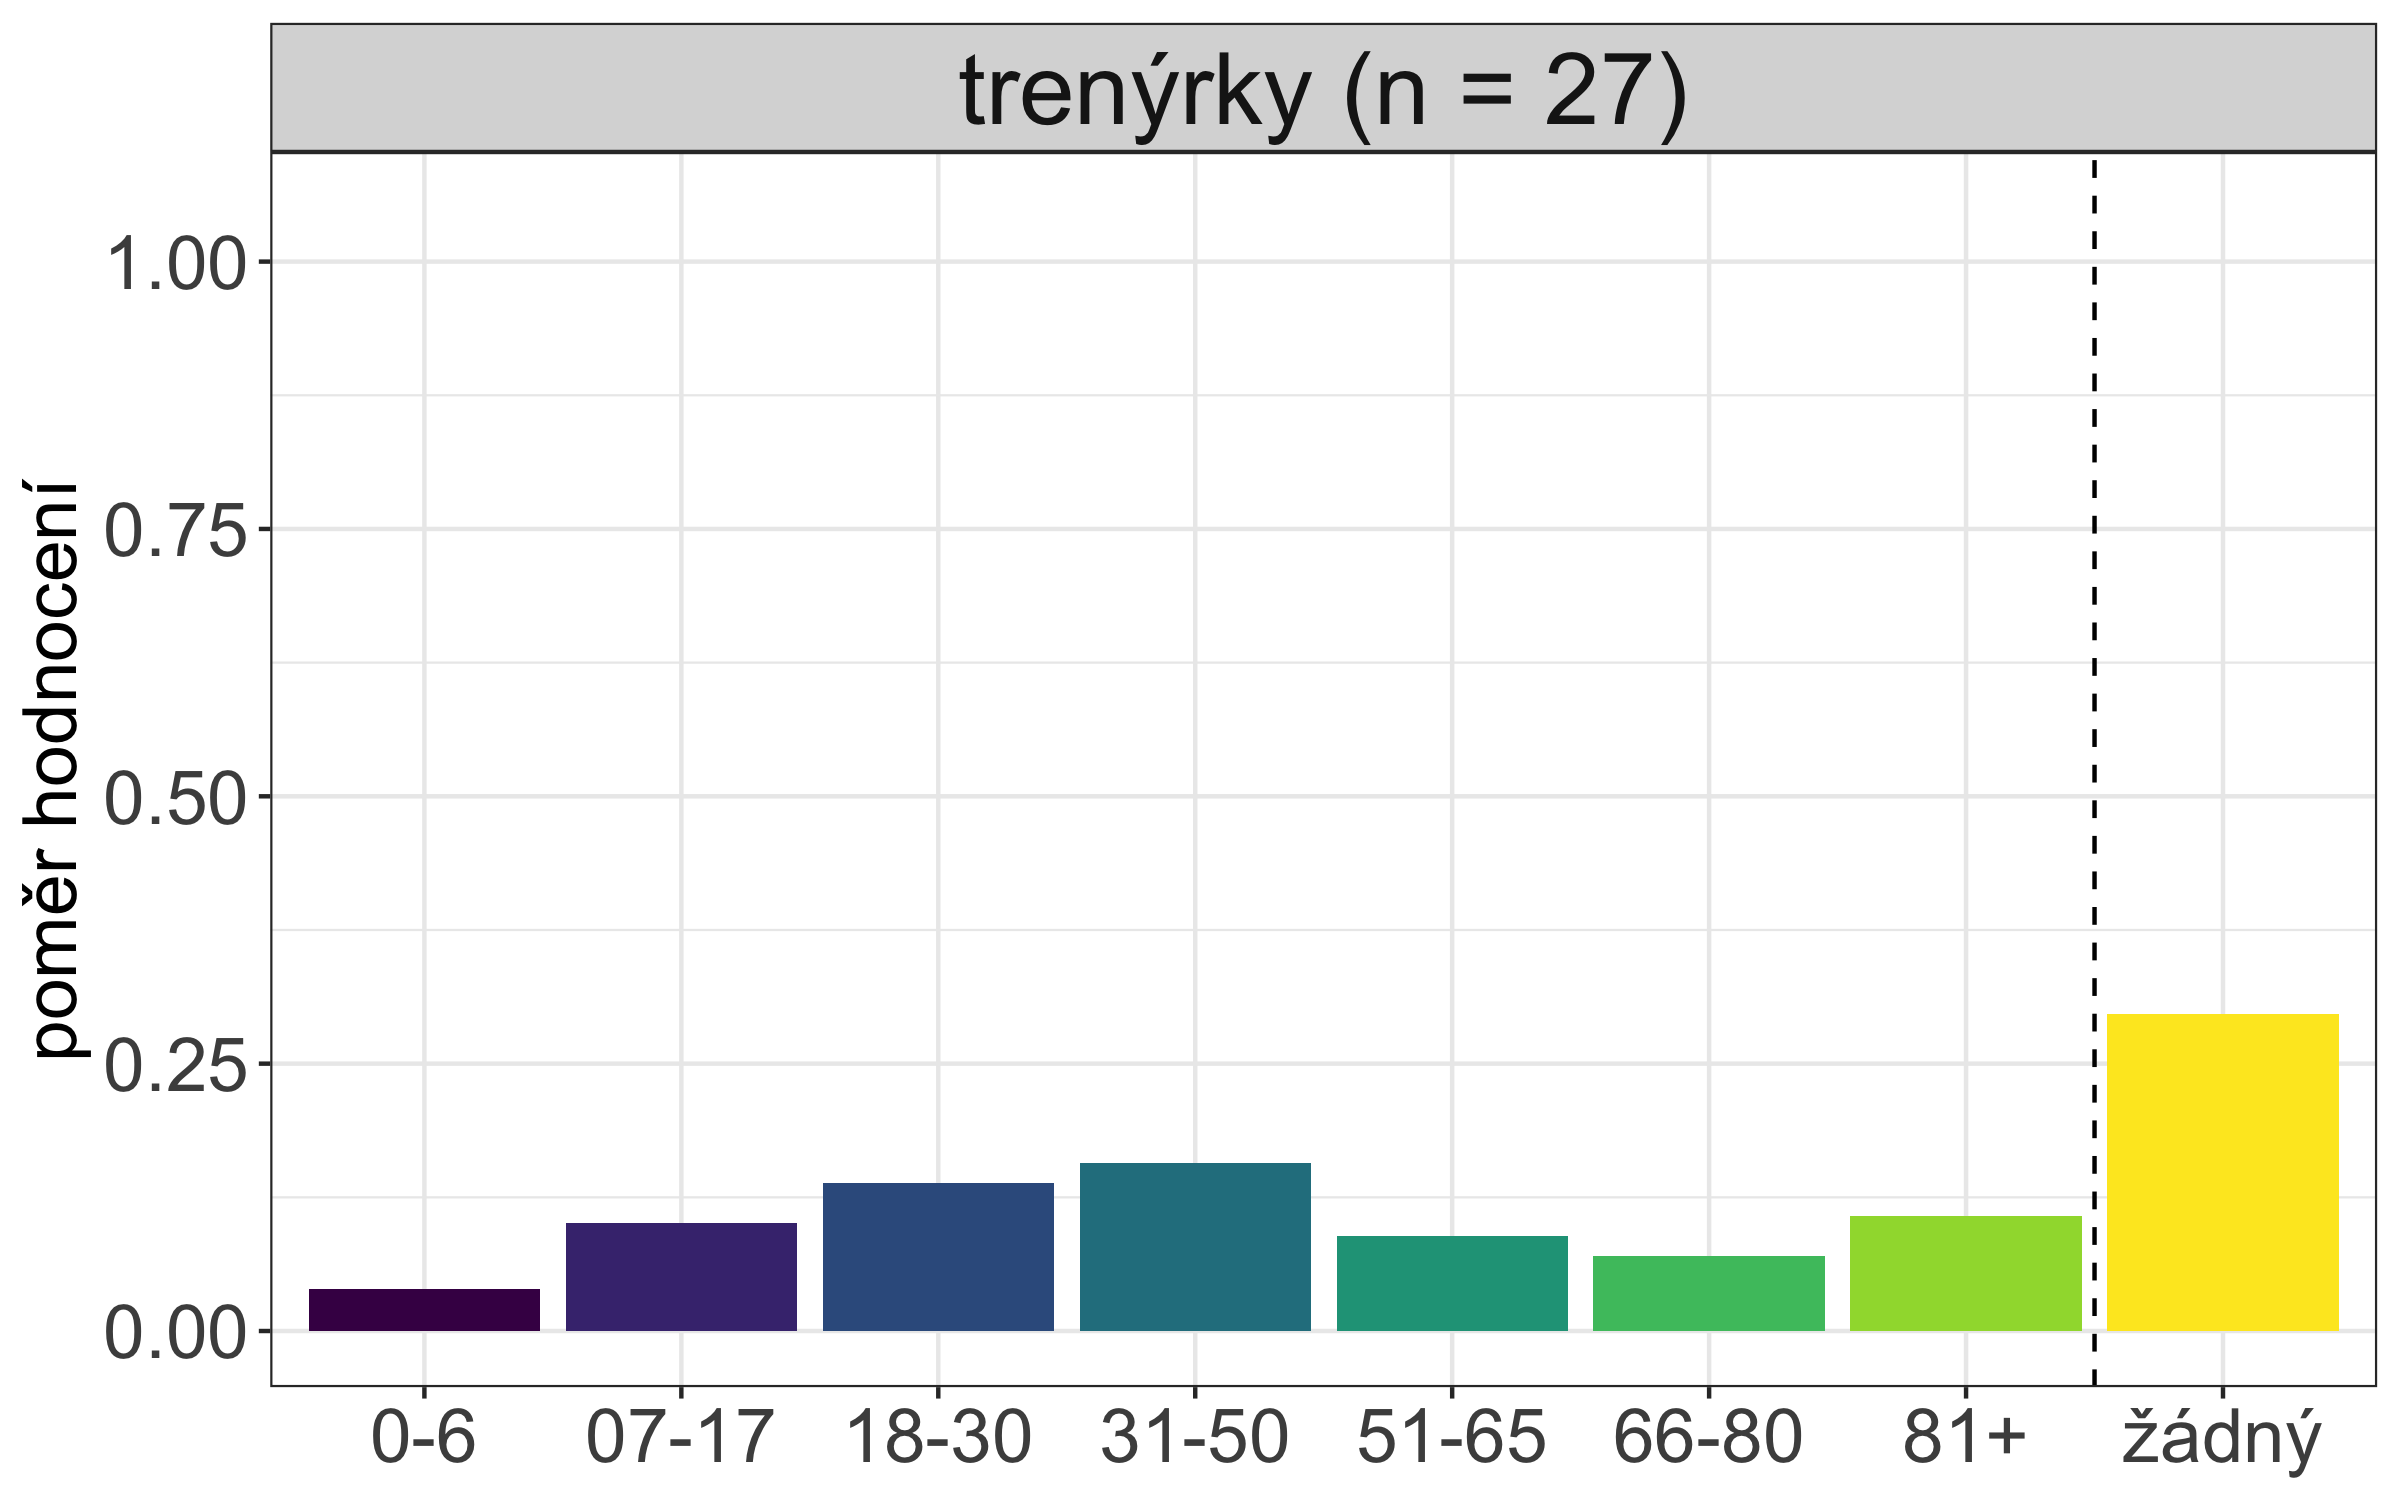 trenýrky (n = 27)
poměr hodnocení
1.00
0.75
0.50
0.25
0.00
0-6 07-17 18-30 31-50 51-65 66-80 81+ žádný